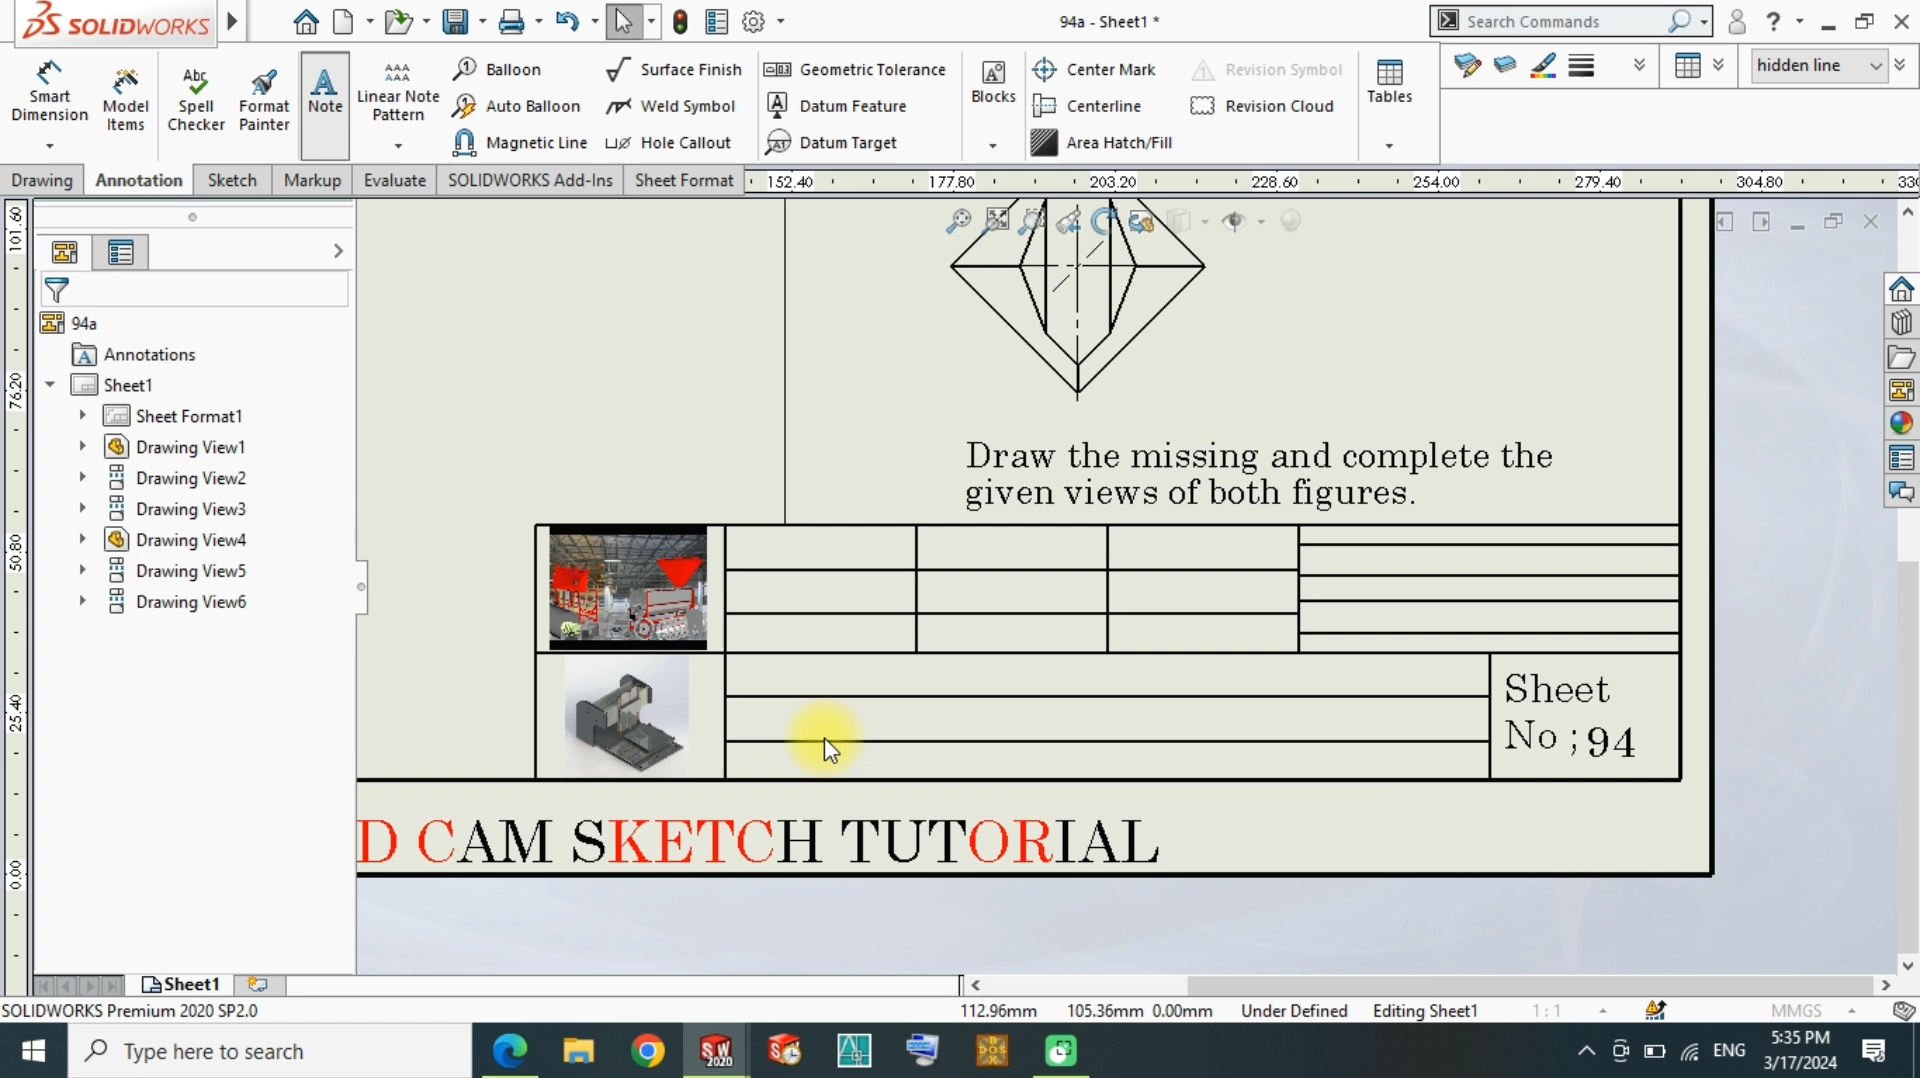 SOLIDWORKS
94a - Sheet1 *
Search Commands
Smart Dimension
Model Items
Spell Checker
Format Painter
Note
Linear Note Pattern
Balloon
Auto Balloon
Magnetic Line
Surface Finish
Weld Symbol
Hole Callout
Geometric Tolerance
Datum Feature
Datum Target
Blocks
Center Mark
Centerline
Area Hatch/Fill
Revision Symbol
Revision Cloud
Tables
hidden line
Drawing
Annotation
Sketch
Markup
Evaluate
SOLIDWORKS Add-Ins
Sheet Format
152.40
177.80
203.20
228.60
254.00
279.40
304.80
330
101.60
76.20
50.80
25.40
0.00
94a
Annotations
Sheet1
Sheet Format1
Drawing View1
Drawing View2
Drawing View3
Drawing View4
Drawing View5
Drawing View6
Draw the missing and complete the
given views of both figures.
Sheet
No ; 94
D CAM SKETCH TUTORIAL
Sheet1
SOLIDWORKS Premium 2020 SP2.0
112.96mm
105.36mm
0.00mm
Under Defined
Editing Sheet1
1 : 1
MMGS
Type here to search
ENG
5:35 PM
3/17/2024